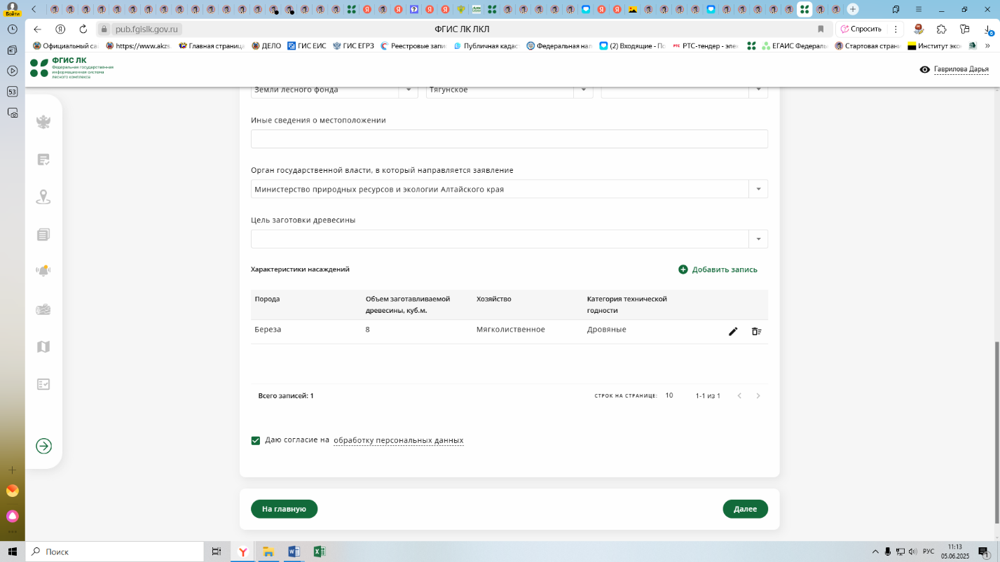 Войти
pub.fgislk.gov.ru
ФГИС ЛК ЛКЛ
Спросить
6
Официальный са
https://www.akzs.
Главная страница
ДЕЛО
ГИС ЕИС
ГИС ЕГРЗ
Реестровые запис
Публичная кадас
Федеральная нал
(2) Входящие - По
РТС-тендер - элек
ЕГАИС Федераль
Стартовая страни
Институт экон
53
ФГИС ЛК
Федеральная государственная
информационная система
лесного комплекса
Гаврилова Дарья
Земли лесного фонда
Тягунское
Иные сведения о местоположении
Орган государственной власти, в который направляется заявление
Министерство природных ресурсов и экологии Алтайского края
Цель заготовки древесины
Характеристики насаждений
Добавить запись
Порода
Объем заготавливаемой
древесины, куб.м.
Хозяйство
Категория технической
годности
Береза
8
Мягколиственное
Дровяные
Всего записей: 1
СТРОК НА СТРАНИЦЕ:
10
1-1 из 1
Даю согласие на обработку персональных данных
На главную
Далее
Поиск
РУС
11:13
05.06.2025
1